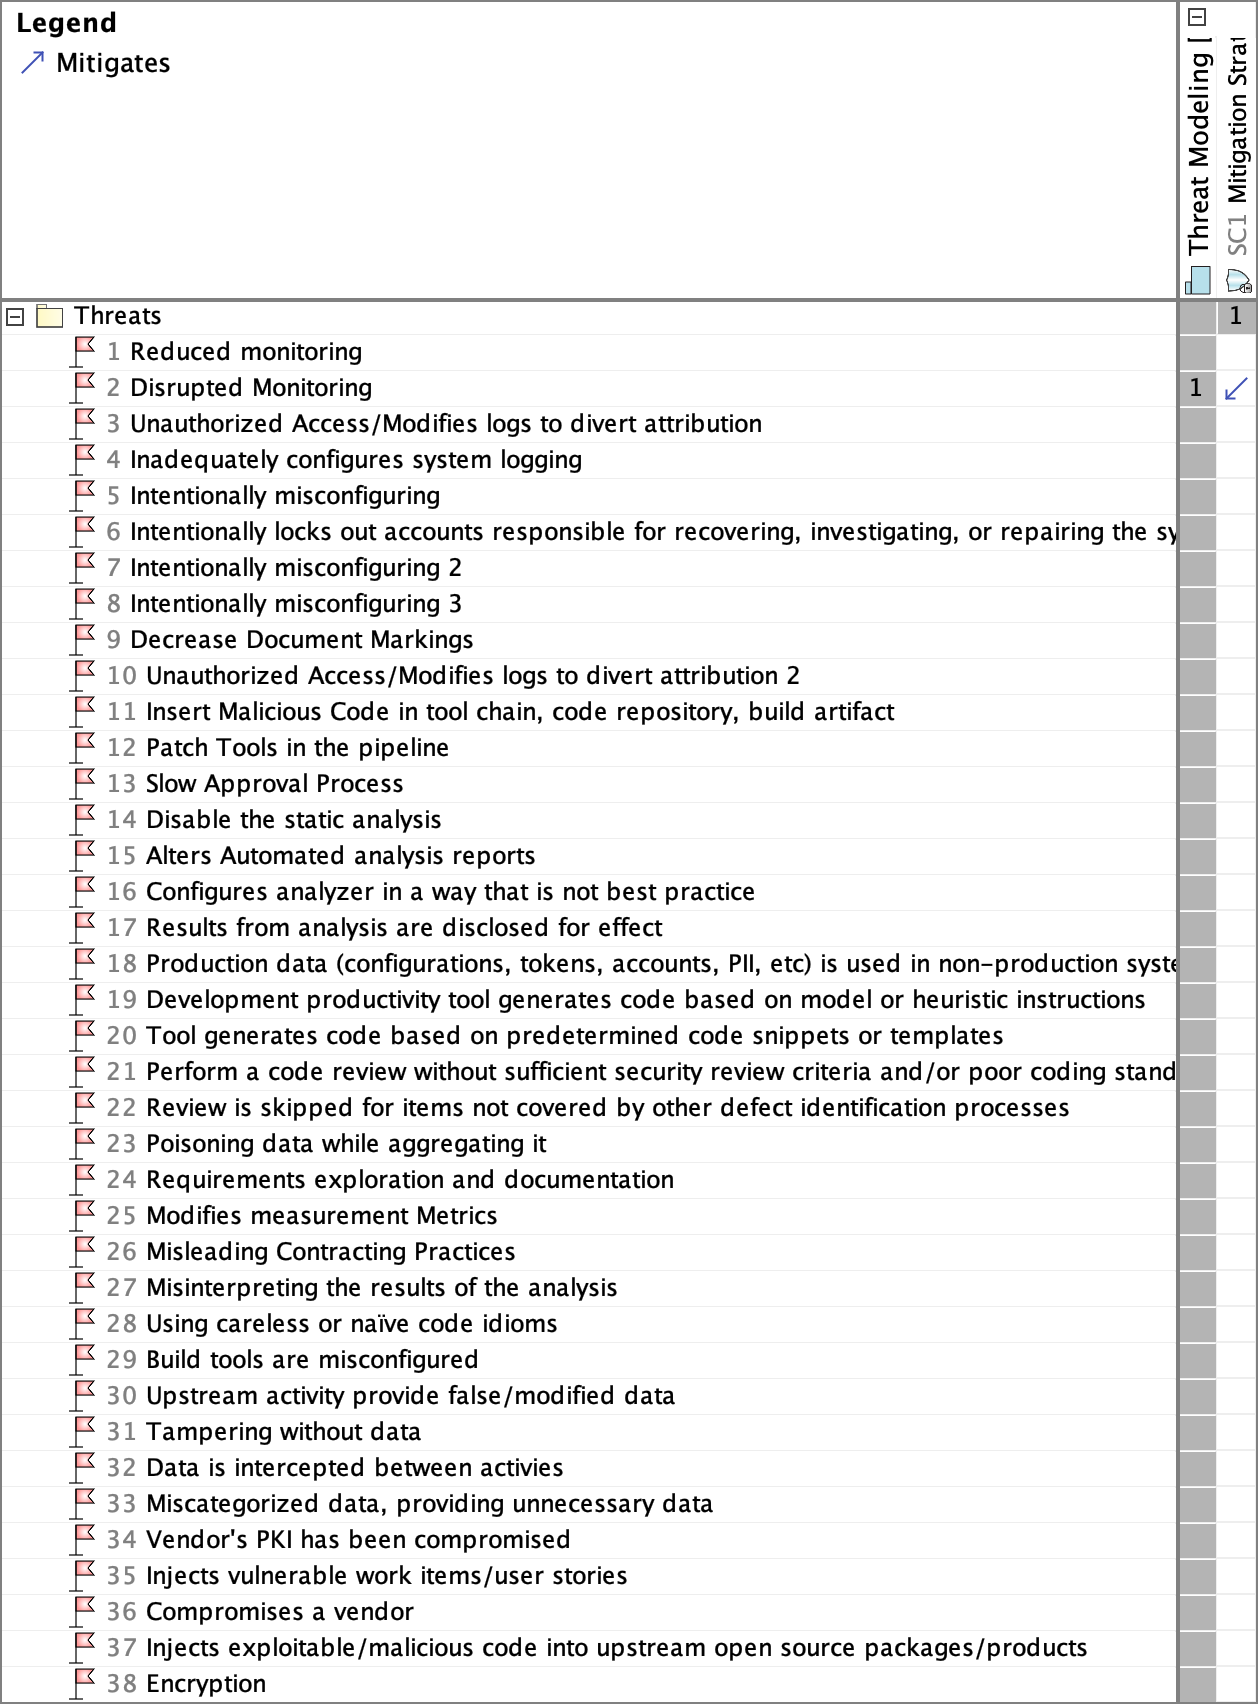 Legend
Mitigates
Threat Modeling [
SC1 Mitigation
Threats 1
1 Reduced monitoring
2 Disrupted Monitoring 1
3 Unauthorized Access/Modifies logs to divert attribution
4 Inadequately configures system logging
5 Intentionally misconfiguring
6 Intentionally locks out accounts responsible for recovering, investigating, or repairing the sy
7 Intentionally misconfiguring 2
8 Intentionally misconfiguring 3
9 Decrease Document Markings
10 Unauthorized Access/Modifies logs to divert attribution 2
11 Insert Malicious Code in tool chain, code repository, build artifact
12 Patch Tools in the pipeline
13 Slow Approval Process
14 Disable the static analysis
15 Alters Automated analysis reports
16 Configures analyzer in a way that is not best practice
17 Results from analysis are disclosed for effect
18 Production data (configurations, tokens, accounts, PII, etc) is used in non-production syste
19 Development productivity tool generates code based on model or heuristic instructions
20 Tool generates code based on predetermined code snippets or templates
21 Perform a code review without sufficient security review criteria and/or poor coding stand
22 Review is skipped for items not covered by other defect identification processes
23 Poisoning data while aggregating it
24 Requirements exploration and documentation
25 Modifies measurement Metrics
26 Misleading Contracting Practices
27 Misinterpreting the results of the analysis
28 Using careless or naïve code idioms
29 Build tools are misconfigured
30 Upstream activity provide false/modified data
31 Tampering without data
32 Data is intercepted between activies
33 Miscategorized data, providing unnecessary data
34 Vendor's PKI has been compromised
35 Injects vulnerable work items/user stories
36 Compromises a vendor
37 Injects exploitable/malicious code into upstream open source packages/products
38 Encryption